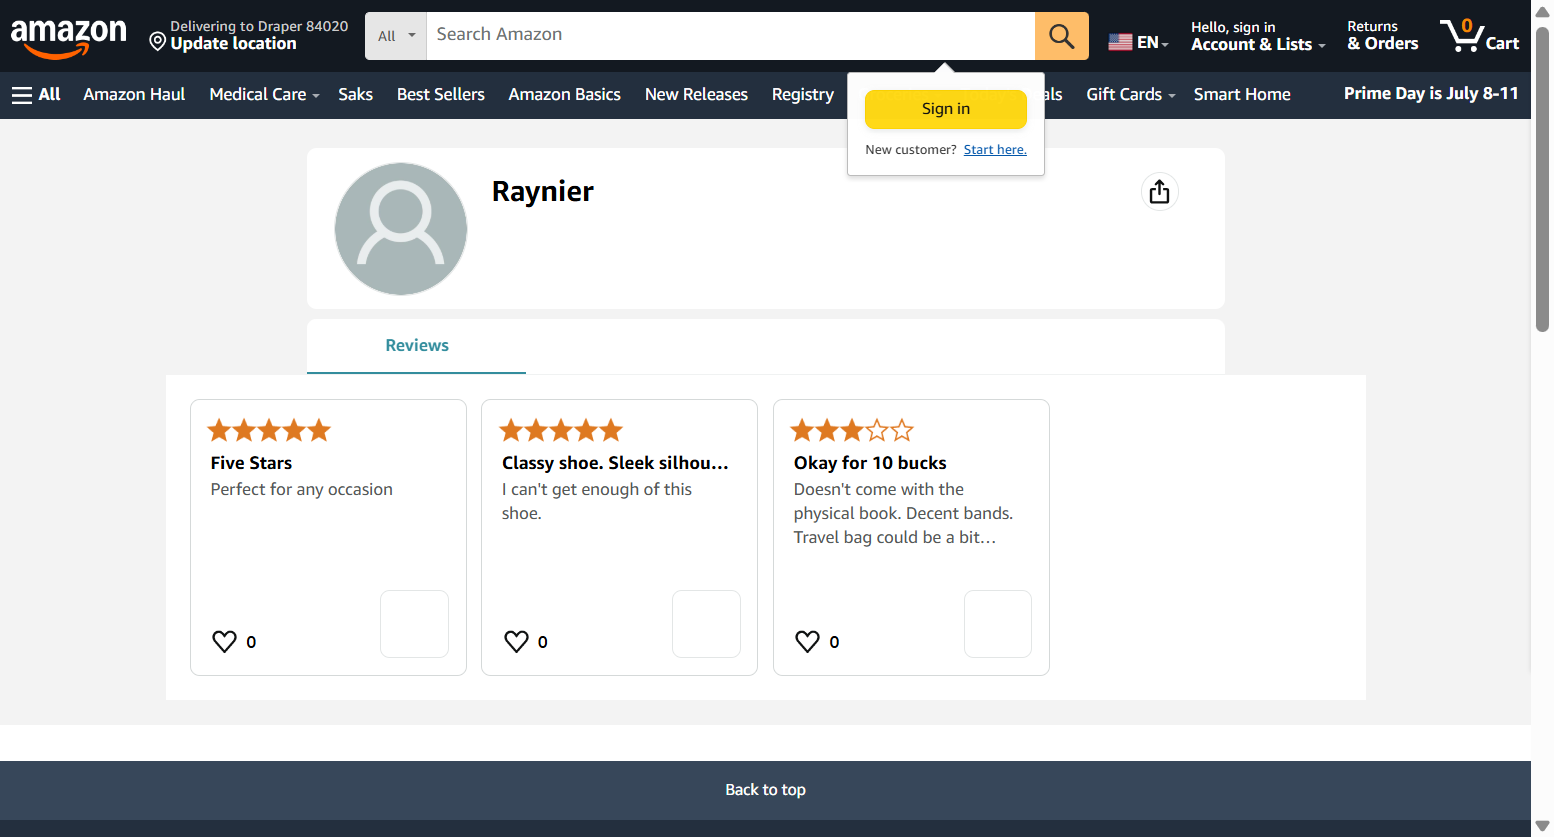 amazon
Delivering to Draper 84020
Update location
All
Search Amazon
EN
Hello, sign in
Account & Lists
Returns
& Orders
0
Cart
All
Amazon Haul
Medical Care
Saks
Best Sellers
Amazon Basics
New Releases
Registry
als
Gift Cards
Smart Home
Prime Day is July 8-11
Sign in
New customer? Start here.
Raynier
Reviews
Five Stars
Perfect for any occasion
0
Classy shoe. Sleek silhou...
I can't get enough of this
shoe.
0
Okay for 10 bucks
Doesn't come with the
physical book. Decent bands.
Travel bag could be a bit...
0
Back to top